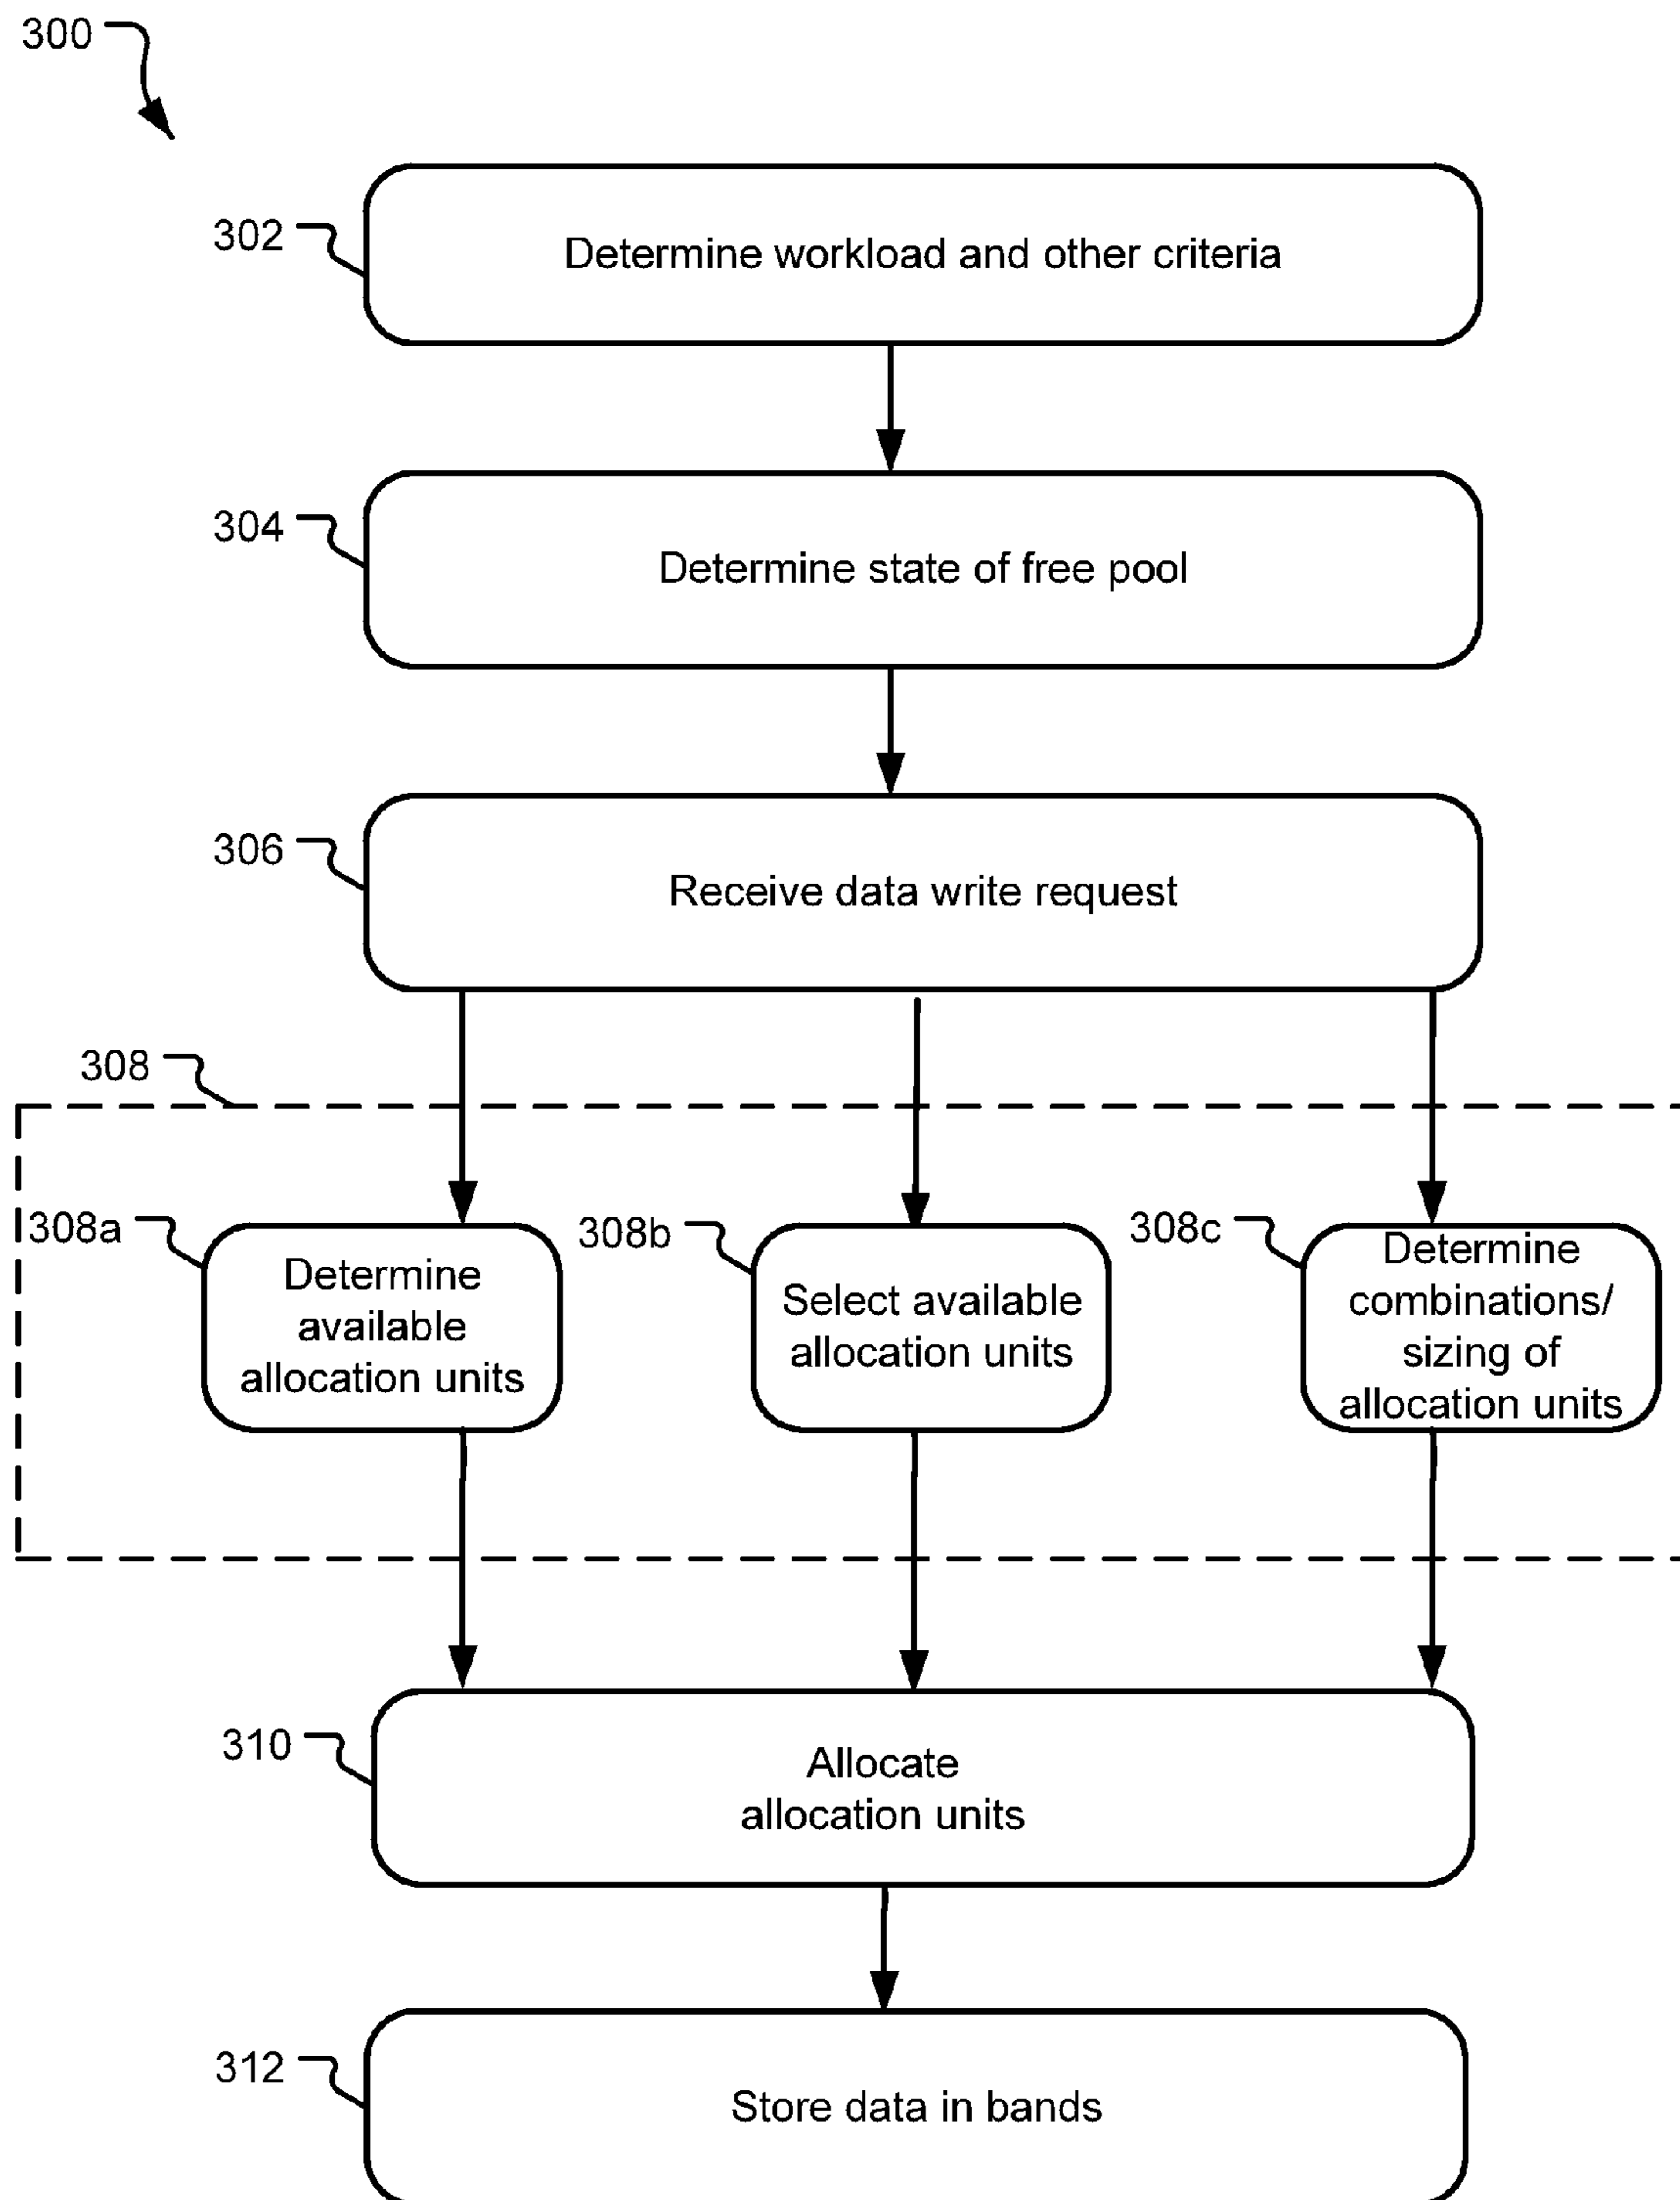 300
302
Determine workload and other criteria
304
Determine state of free pool
306
Receive data write request
308
308a
Determine
available
allocation units
308b
Select available
allocation units
308c
Determine
combinations/
sizing of
allocation units
310
Allocate
allocation units
312
Store data in bands